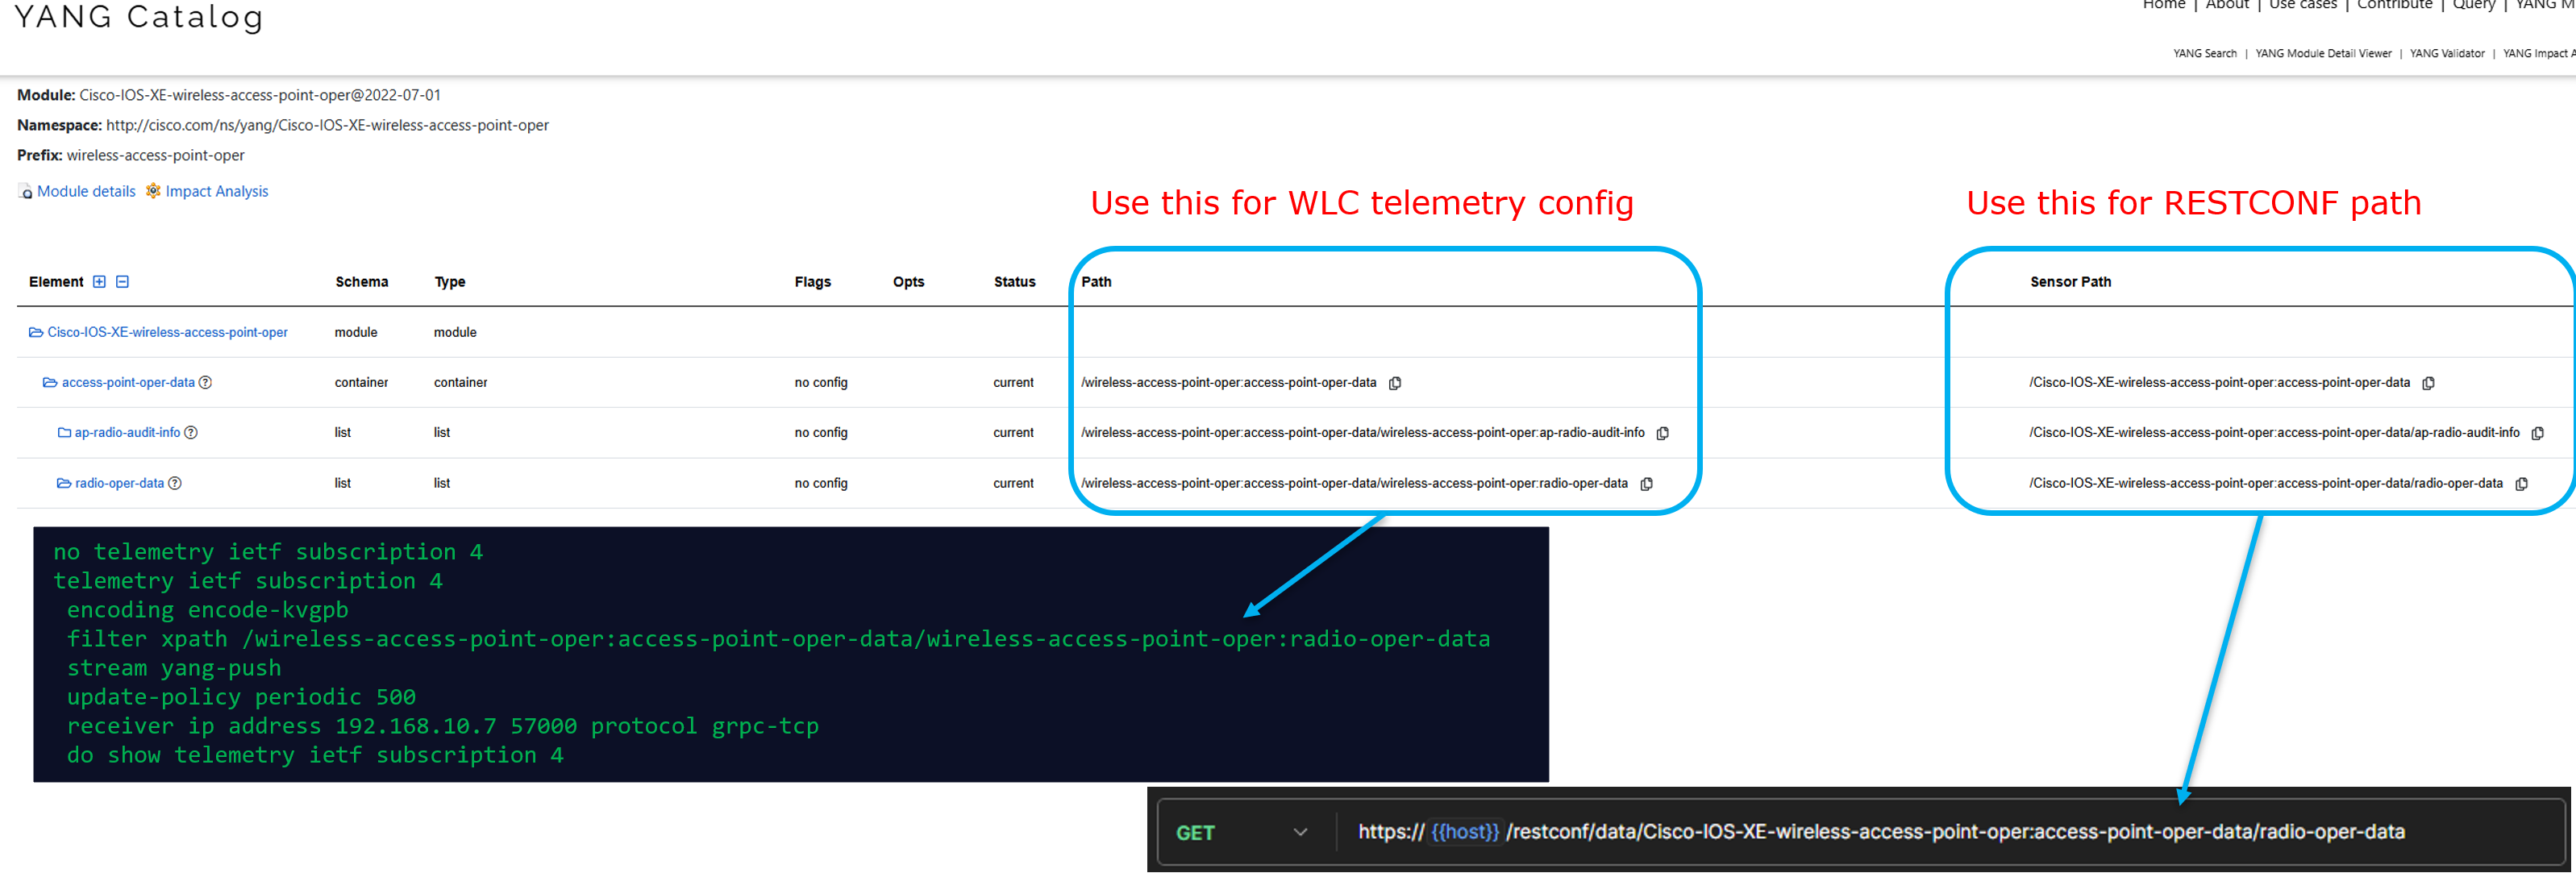 YANG Catalog
Home | About | Use cases | Contribute | Query | YANG M
YANG Search | YANG Module Detail Viewer | YANG Validator | YANG Impact A
Module: Cisco-IOS-XE-wireless-access-point-oper@2022-07-01
Namespace: http://cisco.com/ns/yang/Cisco-IOS-XE-wireless-access-point-oper
Prefix: wireless-access-point-oper
Module details Impact Analysis
Use this for WLC telemetry config
Use this for RESTCONF path
Element Schema Type Flags Opts Status Path Sensor Path
Cisco-IOS-XE-wireless-access-point-oper module module
access-point-oper-data container container no config current /wireless-access-point-oper:access-point-oper-data /Cisco-IOS-XE-wireless-access-point-oper:access-point-oper-data
ap-radio-audit-info list list no config current /wireless-access-point-oper:access-point-oper-data/wireless-access-point-oper:ap-radio-audit-info /Cisco-IOS-XE-wireless-access-point-oper:access-point-oper-data/ap-radio-audit-info
radio-oper-data list list no config current /wireless-access-point-oper:access-point-oper-data/wireless-access-point-oper:radio-oper-data /Cisco-IOS-XE-wireless-access-point-oper:access-point-oper-data/radio-oper-data
no telemetry ietf subscription 4
telemetry ietf subscription 4
encoding encode-kvgpb
filter xpath /wireless-access-point-oper:access-point-oper-data/wireless-access-point-oper:radio-oper-data
stream yang-push
update-policy periodic 500
receiver ip address 192.168.10.7 57000 protocol grpc-tcp
do show telemetry ietf subscription 4
GET https:// {{host}} /restconf/data/Cisco-IOS-XE-wireless-access-point-oper:access-point-oper-data/radio-oper-data